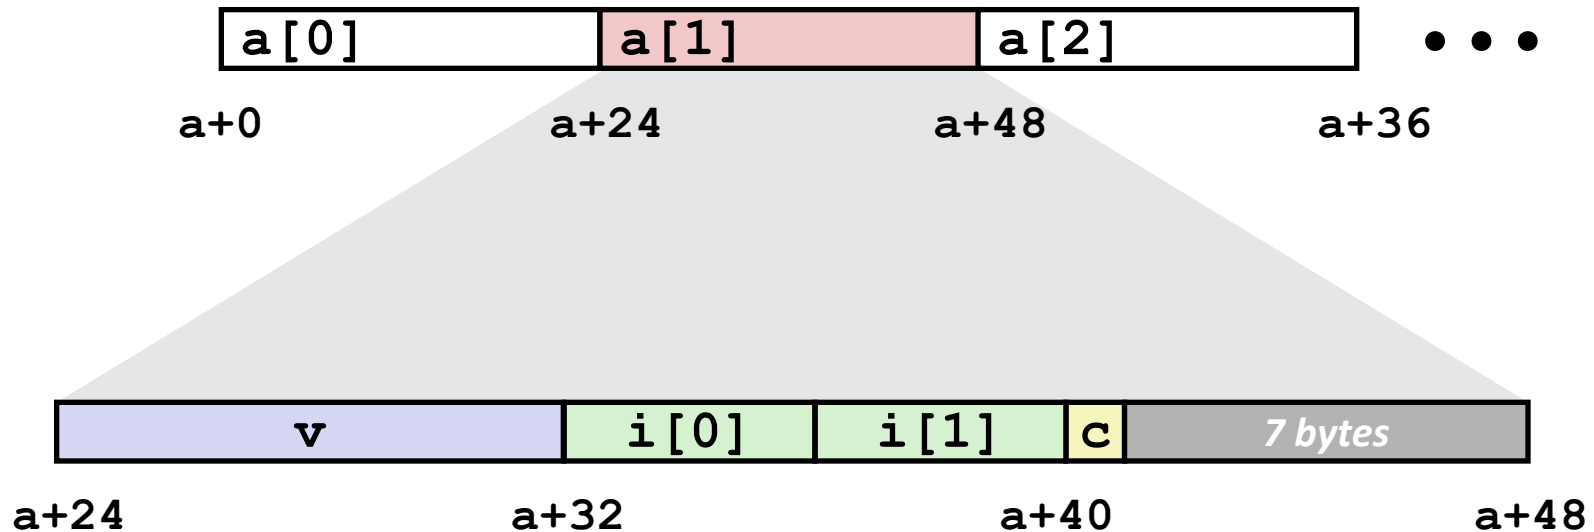 a[0] a[1] a[2] • • •
a+0 a+24 a+48 a+36
v i[0] i[1] c 7 bytes
a+24 a+32 a+40 a+48